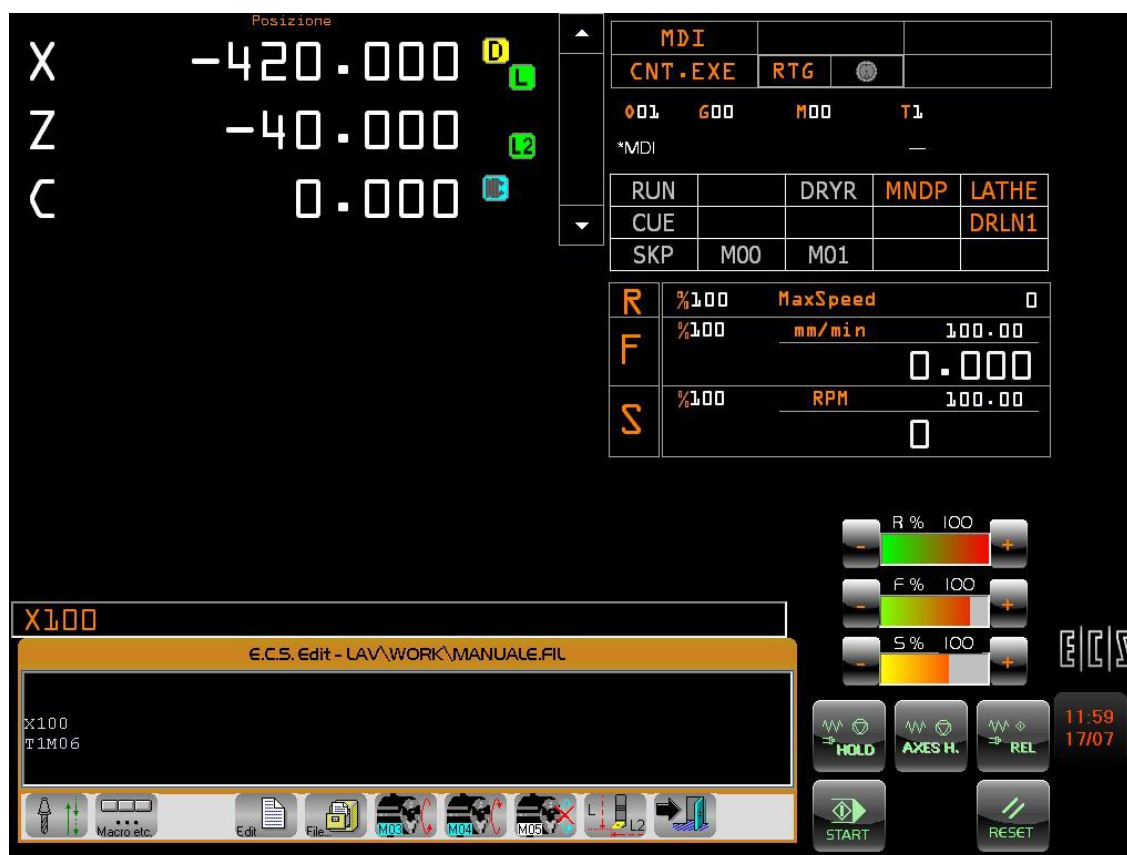 Posizione
X -420.000 D L
Z -40.000 L2
C 0.000
MDI
CNT.EXE RTG
001 G00 M00 T1
*MDI —
RUN DRYR MNDP LATHE
CUE DRLN1
SKP M00 M01
R %100 MaxSpeed 0
F %100 mm/min 100.00
0.000
S %100 RPM 100.00
0
R % 100
- +
F % 100
- +
S % 100
- +
X100
E.C.S. Edit - LAV\WORK\MANUALE.FIL
X100
T1M06
Macro etc. Edit File... M03 M04 M05 L L2
HOLD AXES H. REL
START RESET
ECS
11:59
17/07